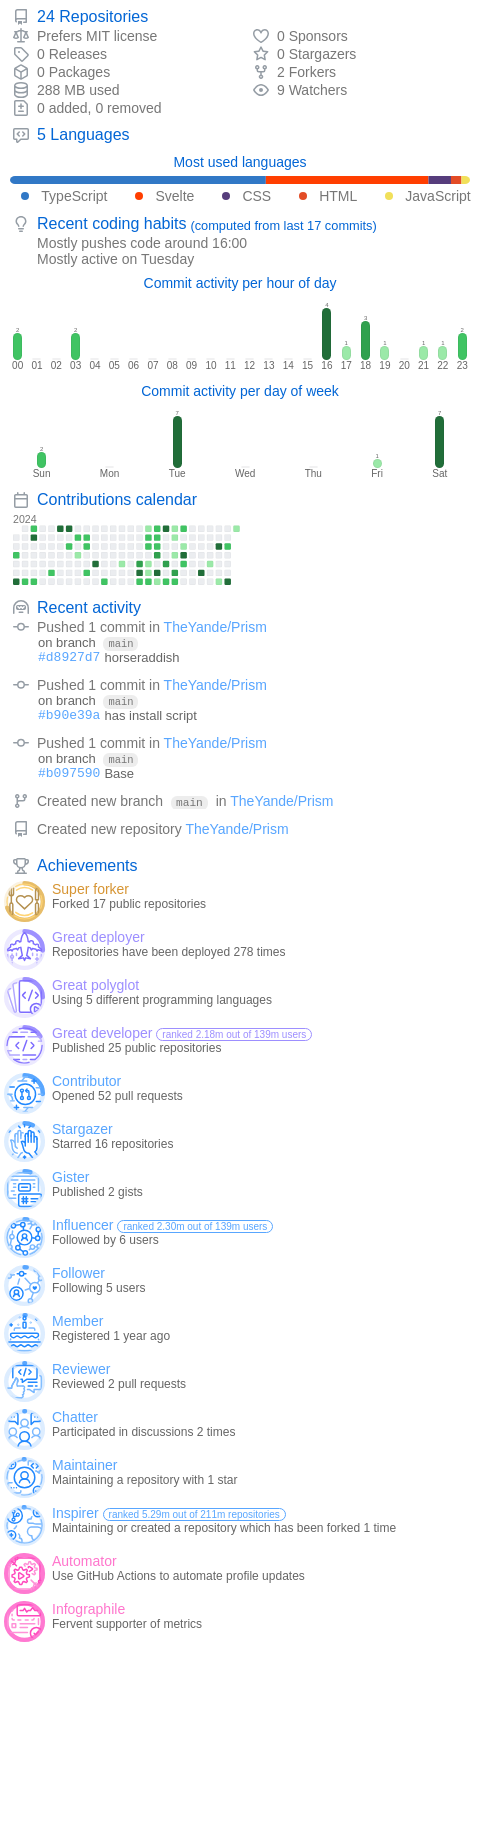 24 Repositories
Prefers MIT license
0 Sponsors
0 Releases
0 Stargazers
0 Packages
2 Forkers
288 MB used
9 Watchers
0 added, 0 removed
5 Languages
Most used languages
TypeScript Svelte CSS HTML JavaScript
Recent coding habits (computed from last 17 commits)
Mostly pushes code around 16:00
Mostly active on Tuesday
Commit activity per hour of day
2 2 4 1 3 1 1 1 2
00 01 02 03 04 05 06 07 08 09 10 11 12 13 14 15 16 17 18 19 20 21 22 23
Commit activity per day of week
2 7 1 7
Sun Mon Tue Wed Thu Fri Sat
Contributions calendar
2024
Recent activity
Pushed 1 commit in TheYande/Prism
on branch main
#d8927d7 horseraddish
Pushed 1 commit in TheYande/Prism
on branch main
#b90e39a has install script
Pushed 1 commit in TheYande/Prism
on branch main
#b097590 Base
Created new branch main in TheYande/Prism
Created new repository TheYande/Prism
Achievements
Super forker
Forked 17 public repositories
Great deployer
Repositories have been deployed 278 times
Great polyglot
Using 5 different programming languages
Great developer ranked 2.18m out of 139m users
Published 25 public repositories
Contributor
Opened 52 pull requests
Stargazer
Starred 16 repositories
Gister
Published 2 gists
Influencer ranked 2.30m out of 139m users
Followed by 6 users
Follower
Following 5 users
Member
Registered 1 year ago
Reviewer
Reviewed 2 pull requests
Chatter
Participated in discussions 2 times
Maintainer
Maintaining a repository with 1 star
Inspirer ranked 5.29m out of 211m repositories
Maintaining or created a repository which has been forked 1 time
Automator
Use GitHub Actions to automate profile updates
Infographile
Fervent supporter of metrics